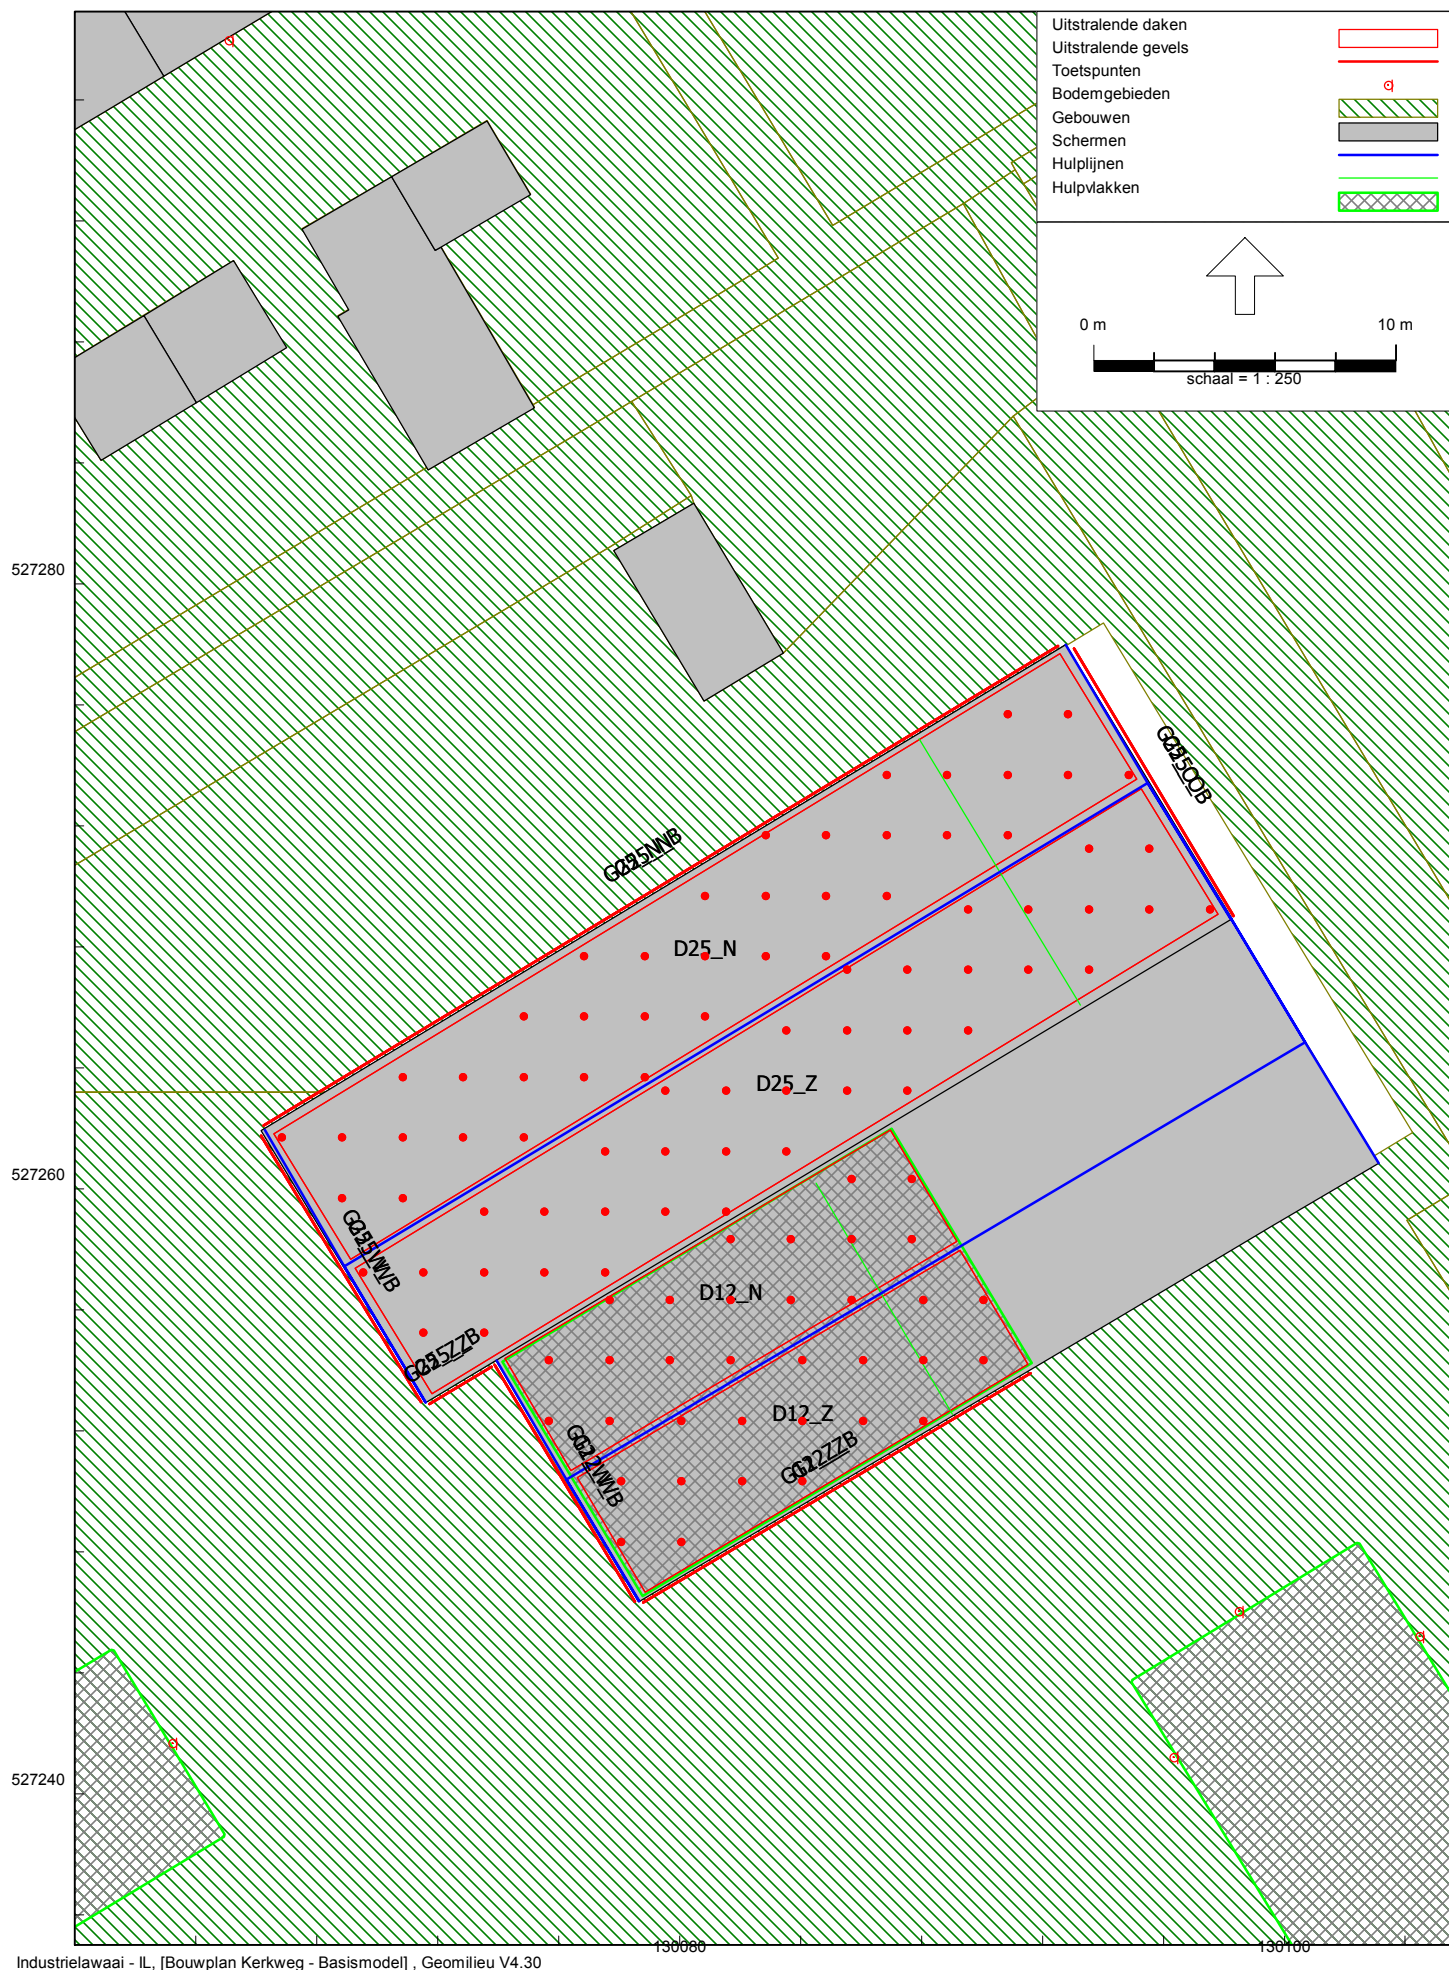 Uitstralende daken
Uitstralende gevels
Toetspunten
Bodemgebieden
Gebouwen
Schermen
Hulplijnen
Hulpvlakken
0 m 10 m
schaal = 1 : 250
527280
D25_N
D25_Z
527260
D12_N
D12_Z
527240
130080 130100
Industrielawaai - IL, [Bouwplan Kerkweg - Basismodel] , Geomilieu V4.30